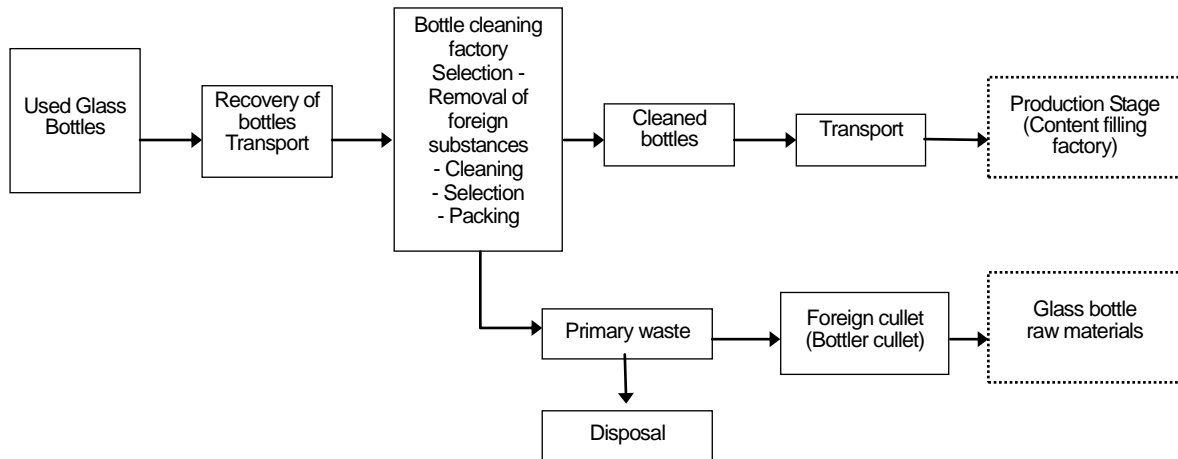 Used Glass
Bottles
Recovery of
bottles
Transport
Bottle cleaning
factory
Selection -
Removal of
foreign
substances
- Cleaning
- Selection
- Packing
Cleaned
bottles
Transport
Production Stage
(Content filling
factory)
Primary waste
Foreign cullet
(Bottler cullet)
Glass bottle
raw materials
Disposal